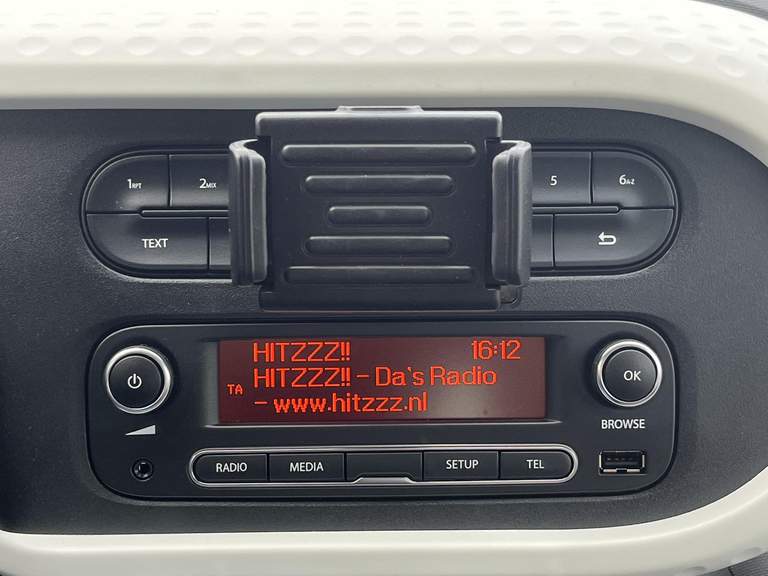 1RPT 2MIX 5 6A-Z
TEXT
HITZZZ!! 16:12
HITZZZ!! - Da's Radio
TA
- www.hitzzz.nl
OK
BROWSE
RADIO MEDIA SETUP TEL